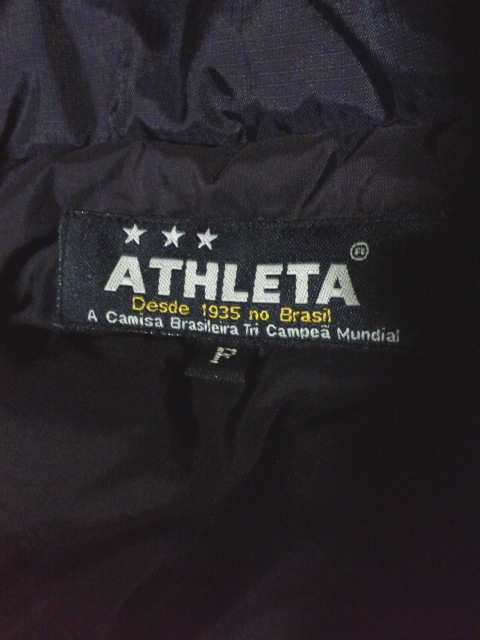 ATHLETA ®
Desde 1935 no Brasil
A Camisa Brasileira Tri Campeã Mundial
F